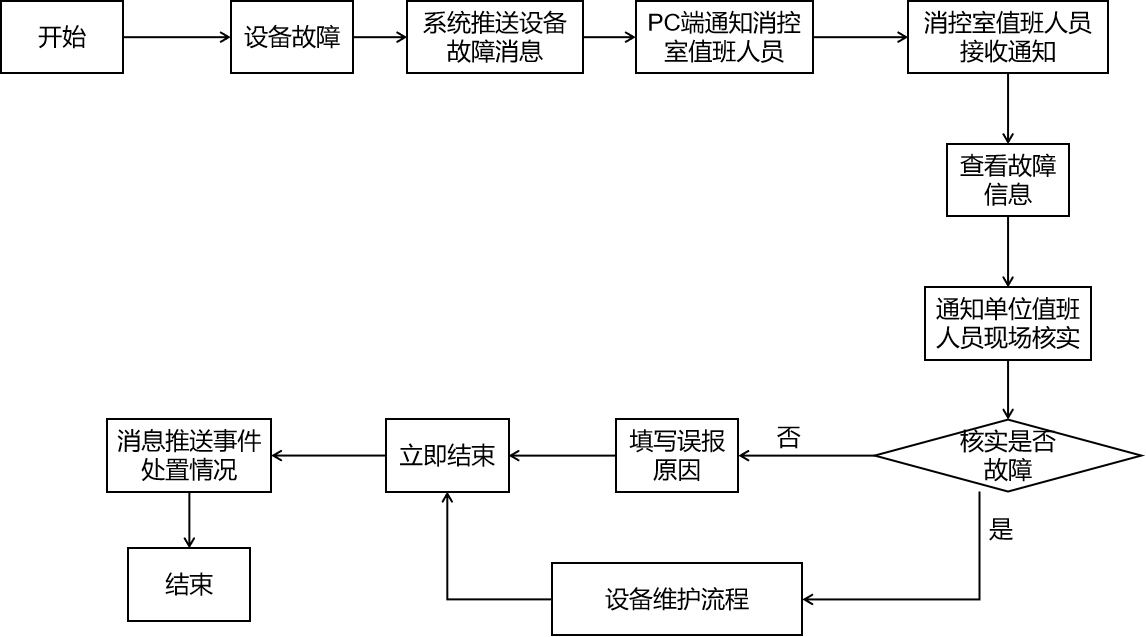 开始
设备故障
系统推送设备
故障消息
PC端通知消控
室值班人员
消控室值班人员
接收通知
查看故障
信息
通知单位值班
人员现场核实
核实是否
故障
否
填写误报
原因
立即结束
消息推送事件
处置情况
是
设备维护流程
结束